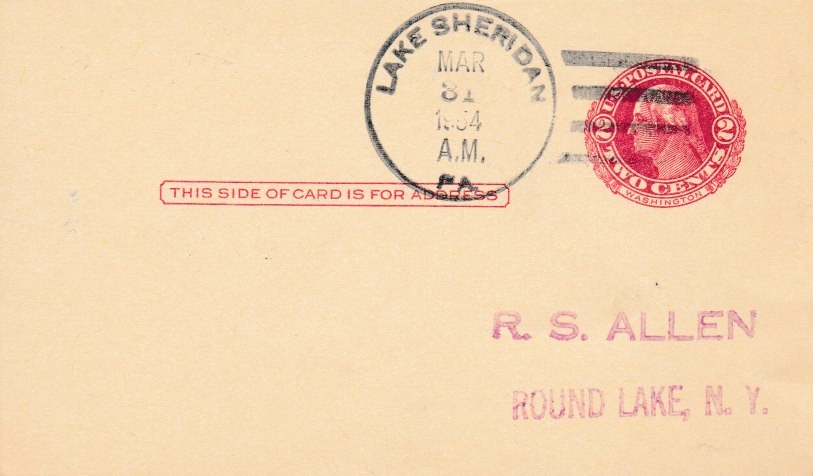 LAKE SHERIDAN
MAR
31
1954
A.M.
PA.
U.S. POSTAL CARD
2 2
TWO CENTS
WASHINGTON
THIS SIDE OF CARD IS FOR ADDRESS
R. S. ALLEN
ROUND LAKE, N. Y.